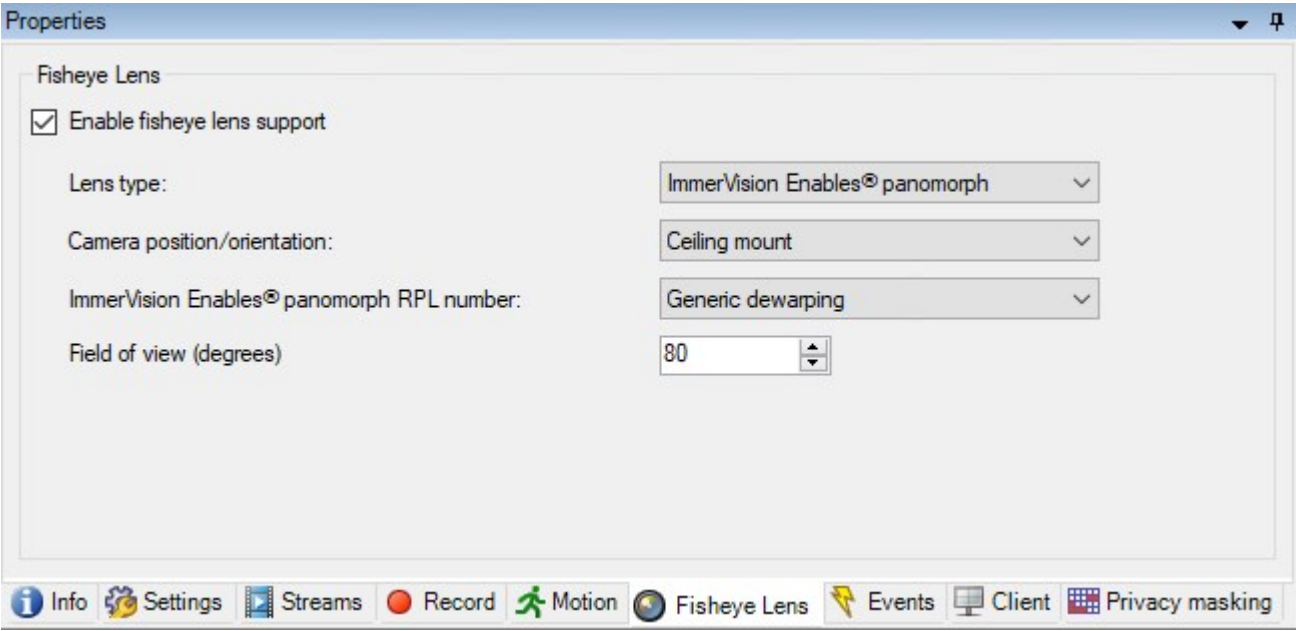 Properties
Fisheye Lens
Enable fisheye lens support
Lens type: ImmerVision Enables® panomorph
Camera position/orientation: Ceiling mount
ImmerVision Enables® panomorph RPL number: Generic dewarping
Field of view (degrees) 80
Info Settings Streams Record Motion Fisheye Lens Events Client Privacy masking